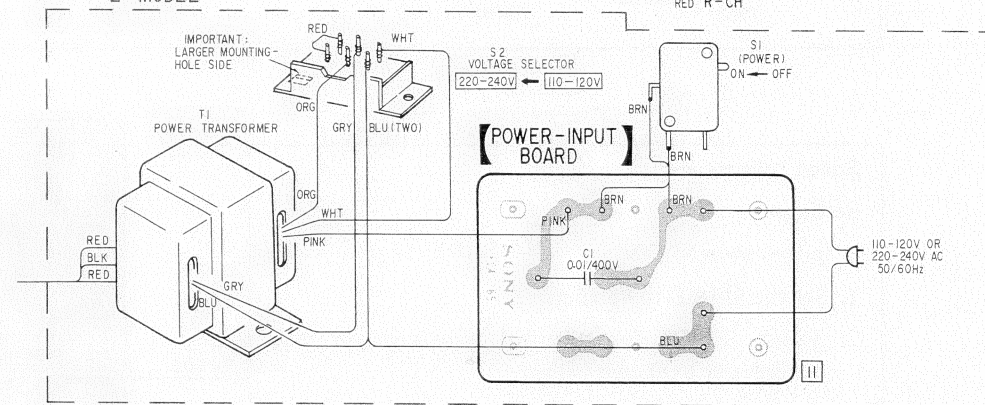 RED R-CH
RED
WHT
IMPORTANT:
LARGER MOUNTING-
HOLE SIDE
S2
VOLTAGE SELECTOR
220-240V
110-120V
S1
(POWER)
ON
OFF
ORG
GRY
BLU(TWO)
BRN
T1
POWER TRANSFORMER
POWER-INPUT
BOARD
BRN
ORG
WHT
PINK
PINK
BRN
BRN
RED
BLK
RED
SONY
C1
0.01/400V
110-120V OR
220-240V AC
50/60Hz
GRY
BLU
BLU
11